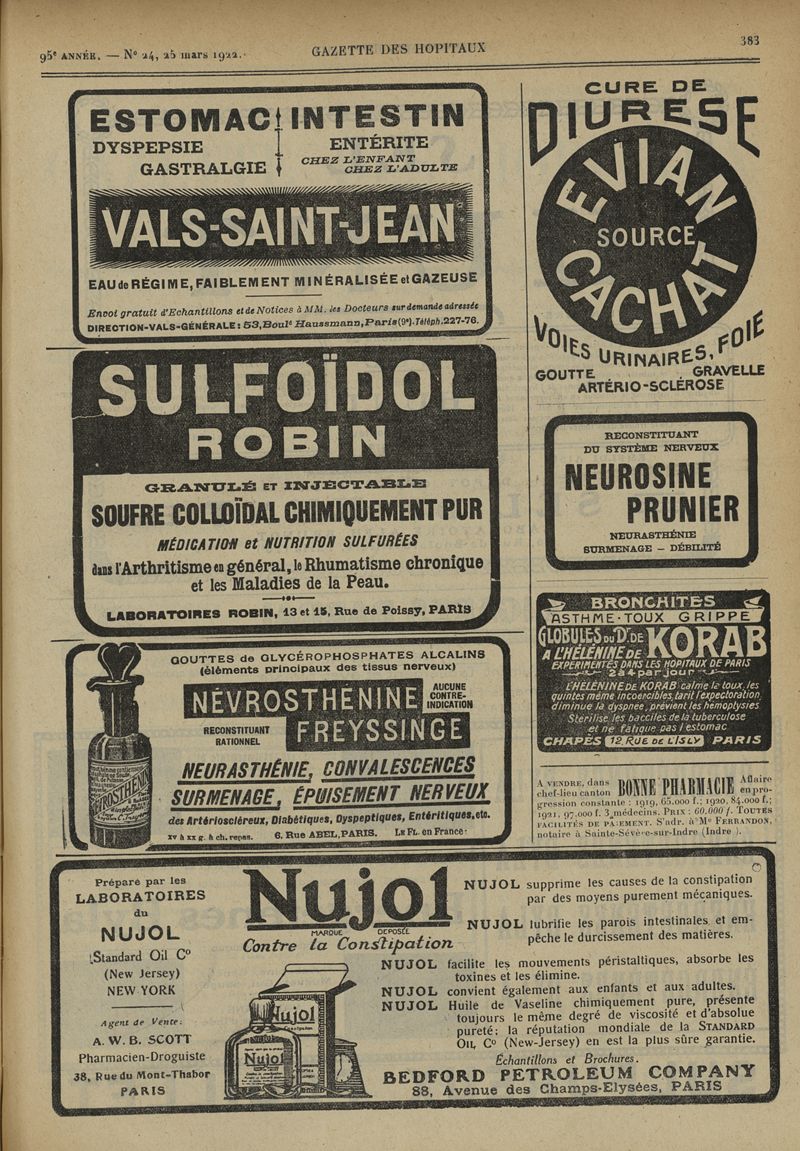 95e ANNÉE. — No 24, 25 mars 1922.
GAZETTE DES HOPITAUX
383
ESTOMAC INTESTIN
DYSPEPSIE
GASTRALGIE
ENTÉRITE
CHEZ L'ENFANT
CHEZ L'ADULTE
VALS-SAINT-JEAN
EAU de RÉGIME, FAIBLEMENT MINÉRALISÉE et GAZEUSE
Envoi gratuit d'Echantillons et de Notices à MM. les Docteurs sur demande adressée
DIRECTION-VALS-GÉNÉRALE: 53, Boult Haussmann, Paris (9e). Téléph. 227-76.
SULFOÏDOL
ROBIN
GRANULÉ ET INJECTABLE
SOUFRE COLLOÏDAL CHIMIQUEMENT PUR
MÉDICATION et NUTRITION SULFURÉES
dans l'Arthritisme en général, le Rhumatisme chronique
et les Maladies de la Peau.
LABORATOIRES ROBIN, 13 et 15, Rue de Poissy, PARIS
GOUTTES de GLYCÉROPHOSPHATES ALCALINS
(éléments principaux des tissus nerveux)
NÉVROSTHÉNINE
AUCUNE
CONTRE-
INDICATION
RECONSTITUANT
RATIONNEL
FREYSSINGE
NEURASTHÉNIE, CONVALESCENCES
SURMENAGE, ÉPUISEMENT NERVEUX
des Artérioscléreux, Diabétiques, Dyspeptiques, Entéritiques, etc.
XV à XX g. à ch. repas.
6, Rue ABEL, PARIS.
Le FL. en France:
CURE DE
DIURESE
EVIAN
SOURCE
CACHAT
VOIES URINAIRES, FOIE
GOUTTE
GRAVELLE
ARTÉRIO-SCLÉROSE
RECONSTITUANT
DU SYSTÈME NERVEUX
NEUROSINE
PRUNIER
NEURASTHÉNIE
SURMENAGE – DÉBILITÉ
BRONCHITES
ASTHME·TOUX GRIPPE
GLOBULES DU Dr DE
KORAB
A L'HÉLÉNINE DE
EXPÉRIMENTÉS DANS LES HOPITAUX DE PARIS
2 à 4 par jour
L'HÉLÉNINE DE KORAB calme la toux, les
quintes même incoercibles, tarit l'expectoration,
diminue la dyspnée, prévient les hémoptysies
Stérilise les bacciles de la tuberculose
et ne fatigue pas l'estomac
CHAPÈS 12, RUE DE L'ISLY PARIS
A VENDRE, dans
chef-lieu canton
BONNE PHARMACIE
Affaire
en pro-
gression constante : 1919, 65.000 f.; 1920, 84.000 f.;
1921, 97.000 f. 3 médecins. PRIX : 60.000 f. TOUTES
FACILITÉS DE PAIEMENT. S'adr. à Me FERRANDON,
notaire à Sainte-Sévère-sur-Indre (Indre ).
Préparé par les
LABORATOIRES
du
NUJOL
Standard Oil Co
(New Jersey)
NEW YORK
Agent de Vente:
A. W. B. SCOTT
Pharmacien-Droguiste
38, Rue du Mont-Thabor
PARIS
Nujol
MARQUE DEPOSÉE
Contre la Constipation
NUJOL supprime les causes de la constipation
par des moyens purement mécaniques.
NUJOL lubrifie les parois intestinales et em-
pêche le durcissement des matières.
NUJOL facilite les mouvements péristaltiques, absorbe les
toxines et les élimine.
NUJOL convient également aux enfants et aux adultes.
NUJOL Huile de Vaseline chimiquement pure, présente
toujours le même degré de viscosité et d'absolue
pureté: la réputation mondiale de la STANDARD
OIL Co (New-Jersey) en est la plus sûre garantie.
Nujol
Nujol
Échantillons et Brochures.
BEDFORD PETROLEUM COMPANY
88, Avenue des Champs-Elysées, PARIS